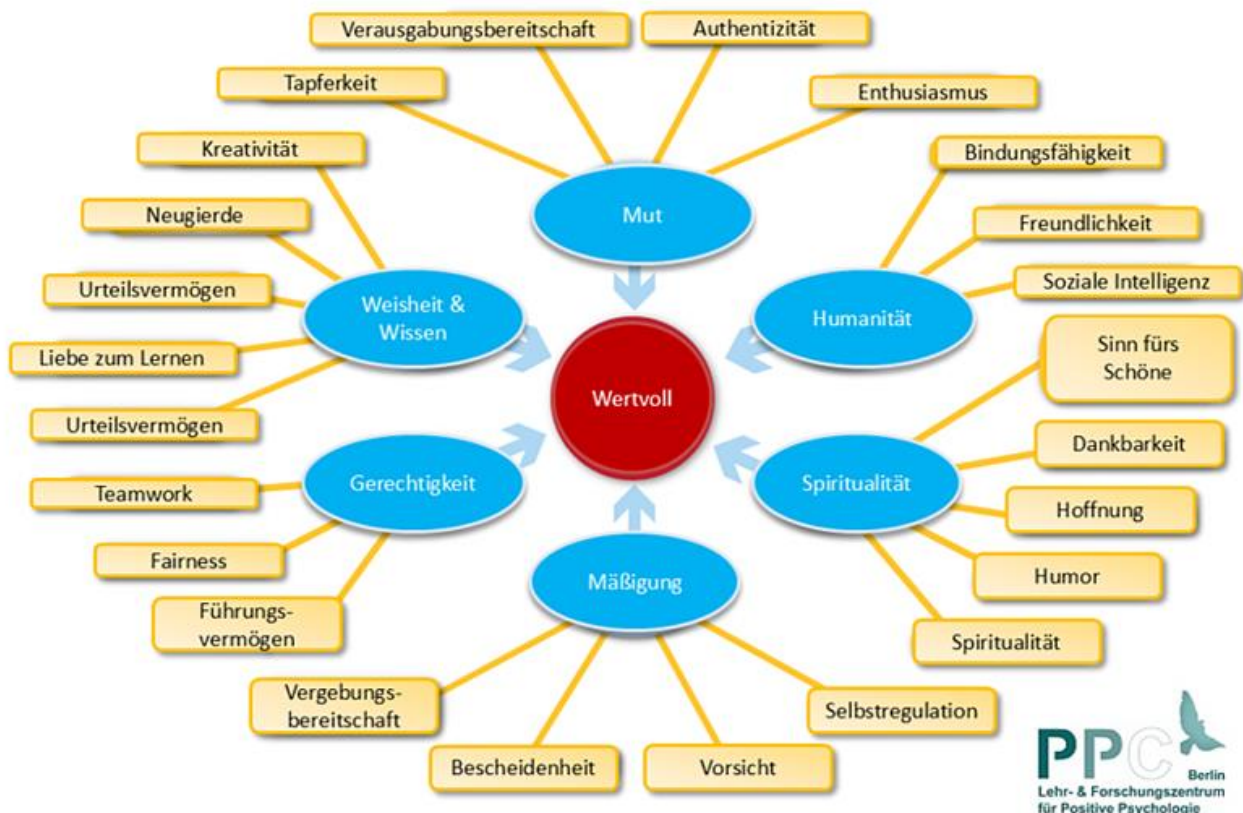 Verausgabungsbereitschaft
Authentizität
Tapferkeit
Enthusiasmus
Kreativität
Bindungsfähigkeit
Mut
Neugierde
Freundlichkeit
Urteilsvermögen
Soziale Intelligenz
Weisheit &
Wissen
Humanität
Liebe zum Lernen
Sinn fürs
Schöne
Wertvoll
Urteilsvermögen
Dankbarkeit
Teamwork
Gerechtigkeit
Spiritualität
Hoffnung
Fairness
Mäßigung
Humor
Führungs-
vermögen
Spiritualität
Vergebungs-
bereitschaft
Selbstregulation
Bescheidenheit
Vorsicht
PPC
Berlin
Lehr- & Forschungszentrum
für Positive Psychologie